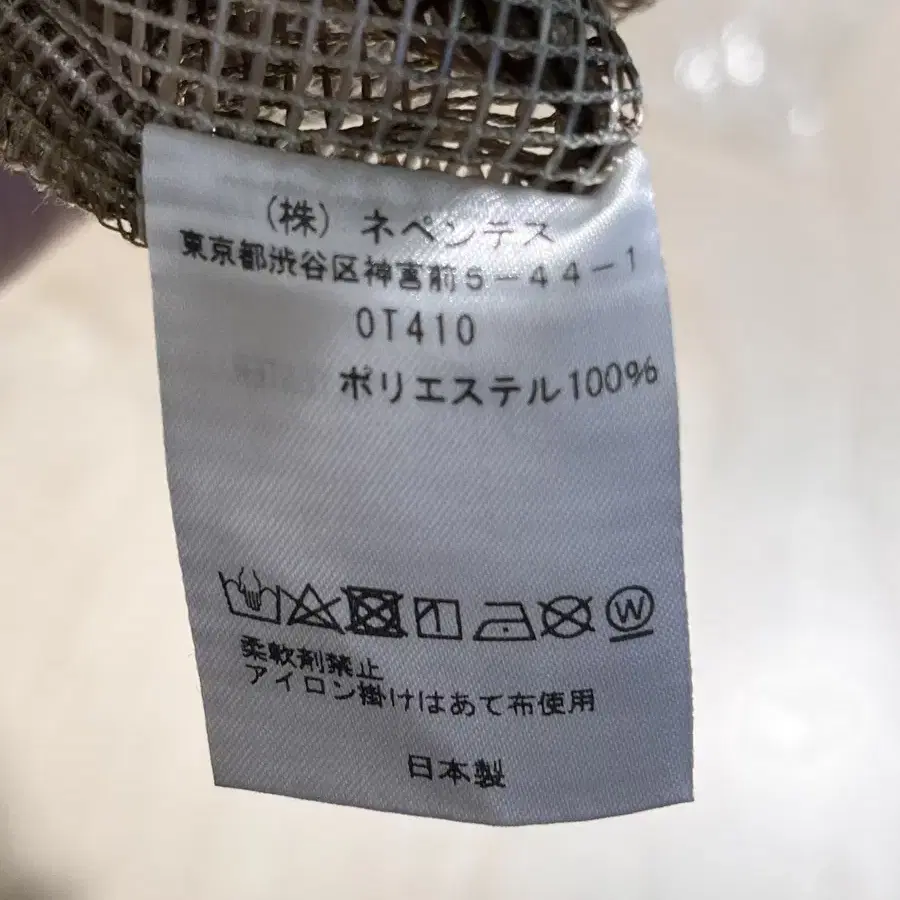 (株) ネペンテス
東京都渋谷区神宮前5-44-1
OT410
ポリエステル100%
W
柔軟剤禁止
アイロン掛けはあて布使用
日本製